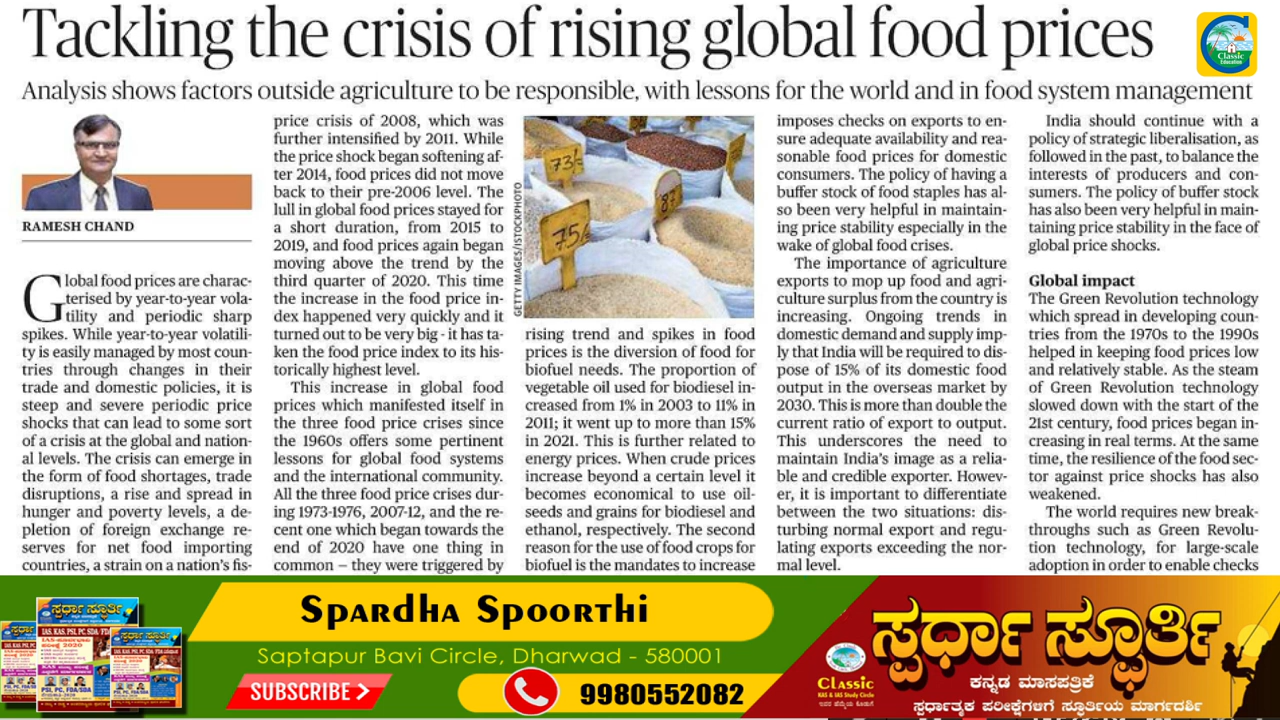 Tackling the crisis of rising global food prices
Classic
Education
Analysis shows factors outside agriculture to be responsible, with lessons for the world and in food system management
RAMESH CHAND
Global food prices are charac-
terised by year-to-year vola-
tility and periodic sharp
spikes. While year-to-year volatili-
ty is easily managed by most coun-
tries through changes in their
trade and domestic policies, it is
steep and severe periodic price
shocks that can lead to some sort
of a crisis at the global and nation-
al levels. The crisis can emerge in
the form of food shortages, trade
disruptions, a rise and spread in
hunger and poverty levels, a de-
pletion of foreign exchange re-
serves for net food importing
countries, a strain on a nation's fis-
price crisis of 2008, which was
further intensified by 2011. While
the price shock began softening af-
ter 2014, food prices did not move
back to their pre-2006 level. The
lull in global food prices stayed for
a short duration, from 2015 to
2019, and food prices again began
moving above the trend by the
third quarter of 2020. This time
the increase in the food price in-
dex happened very quickly and it
turned out to be very big - it has ta-
ken the food price index to its his-
torically highest level.
This increase in global food
prices which manifested itself in
the three food price crises since
the 1960s offers some pertinent
lessons for global food systems
and the international community.
All the three food price crises dur-
ing 1973-1976, 2007-12, and the re-
cent one which began towards the
end of 2020 have one thing in
common – they were triggered by
73/-
87
75/-
GETTY IMAGES/ISTOCKPHOTO
rising trend and spikes in food
prices is the diversion of food for
biofuel needs. The proportion of
vegetable oil used for biodiesel in-
creased from 1% in 2003 to 11% in
2011; it went up to more than 15%
in 2021. This is further related to
energy prices. When crude prices
increase beyond a certain level it
becomes economical to use oil-
seeds and grains for biodiesel and
ethanol, respectively. The second
reason for the use of food crops for
biofuel is the mandates to increase
imposes checks on exports to en-
sure adequate availability and rea-
sonable food prices for domestic
consumers. The policy of having a
buffer stock of food staples has al-
so been very helpful in maintain-
ing price stability especially in the
wake of global food crises.
The importance of agriculture
exports to mop up food and agri-
culture surplus from the country is
increasing. Ongoing trends in
domestic demand and supply imp-
ly that India will be required to dis-
pose of 15% of its domestic food
output in the overseas market by
2030. This is more than double the
current ratio of export to output.
This underscores the need to
maintain India's image as a relia-
ble and credible exporter. Howev-
er, it is important to differentiate
between the two situations: dis-
turbing normal export and regu-
lating exports exceeding the nor-
mal level.
India should continue with a
policy of strategic liberalisation, as
followed in the past, to balance the
interests of producers and con-
sumers. The policy of buffer stock
has also been very helpful in main-
taining price stability in the face of
global price shocks.
Global impact
The Green Revolution technology
which spread in developing coun-
tries from the 1970s to the 1990s
helped in keeping food prices low
and relatively stable. As the steam
of Green Revolution technology
slowed down with the start of the
21st century, food prices began in-
creasing in real terms. At the same
time, the resilience of the food sec-
tor against price shocks has also
weakened.
The world requires new break-
throughs such as Green Revolu-
tion technology, for large-scale
adoption in order to enable checks
ಸ್ಪರ್ಧಾ ಸ್ಫೂರ್ತಿ
Spardha Spoorthi
Saptapur Bavi Circle, Dharwad - 580001
SUBSCRIBE
9980552082
ಸ್ಪರ್ಧಾ ಸ್ಫೂರ್ತಿ
Classic
KAS & IAS Study Circle
ಕನ್ನಡ ಮಾಸಪತ್ರಿಕೆ
ಸ್ಪರ್ಧಾತ್ಮಕ ಪರೀಕ್ಷೆಗಳಿಗೆ ಸ್ಫೂರ್ತಿಯ ಮಾರ್ಗದರ್ಶಿ